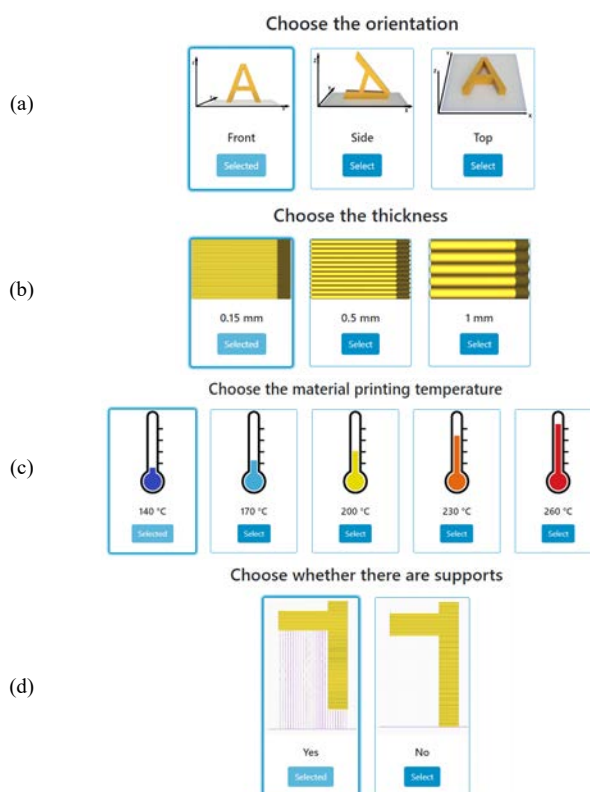 Choose the orientation
(a)
Front Side Top
Selected Select Select
Choose the thickness
(b)
0.15 mm 0.5 mm 1 mm
Selected Select Select
Choose the material printing temperature
(c)
140 °C 170 °C 200 °C 230 °C 260 °C
Selected Select Select Select Select
Choose whether there are supports
(d)
Yes No
Selected Select